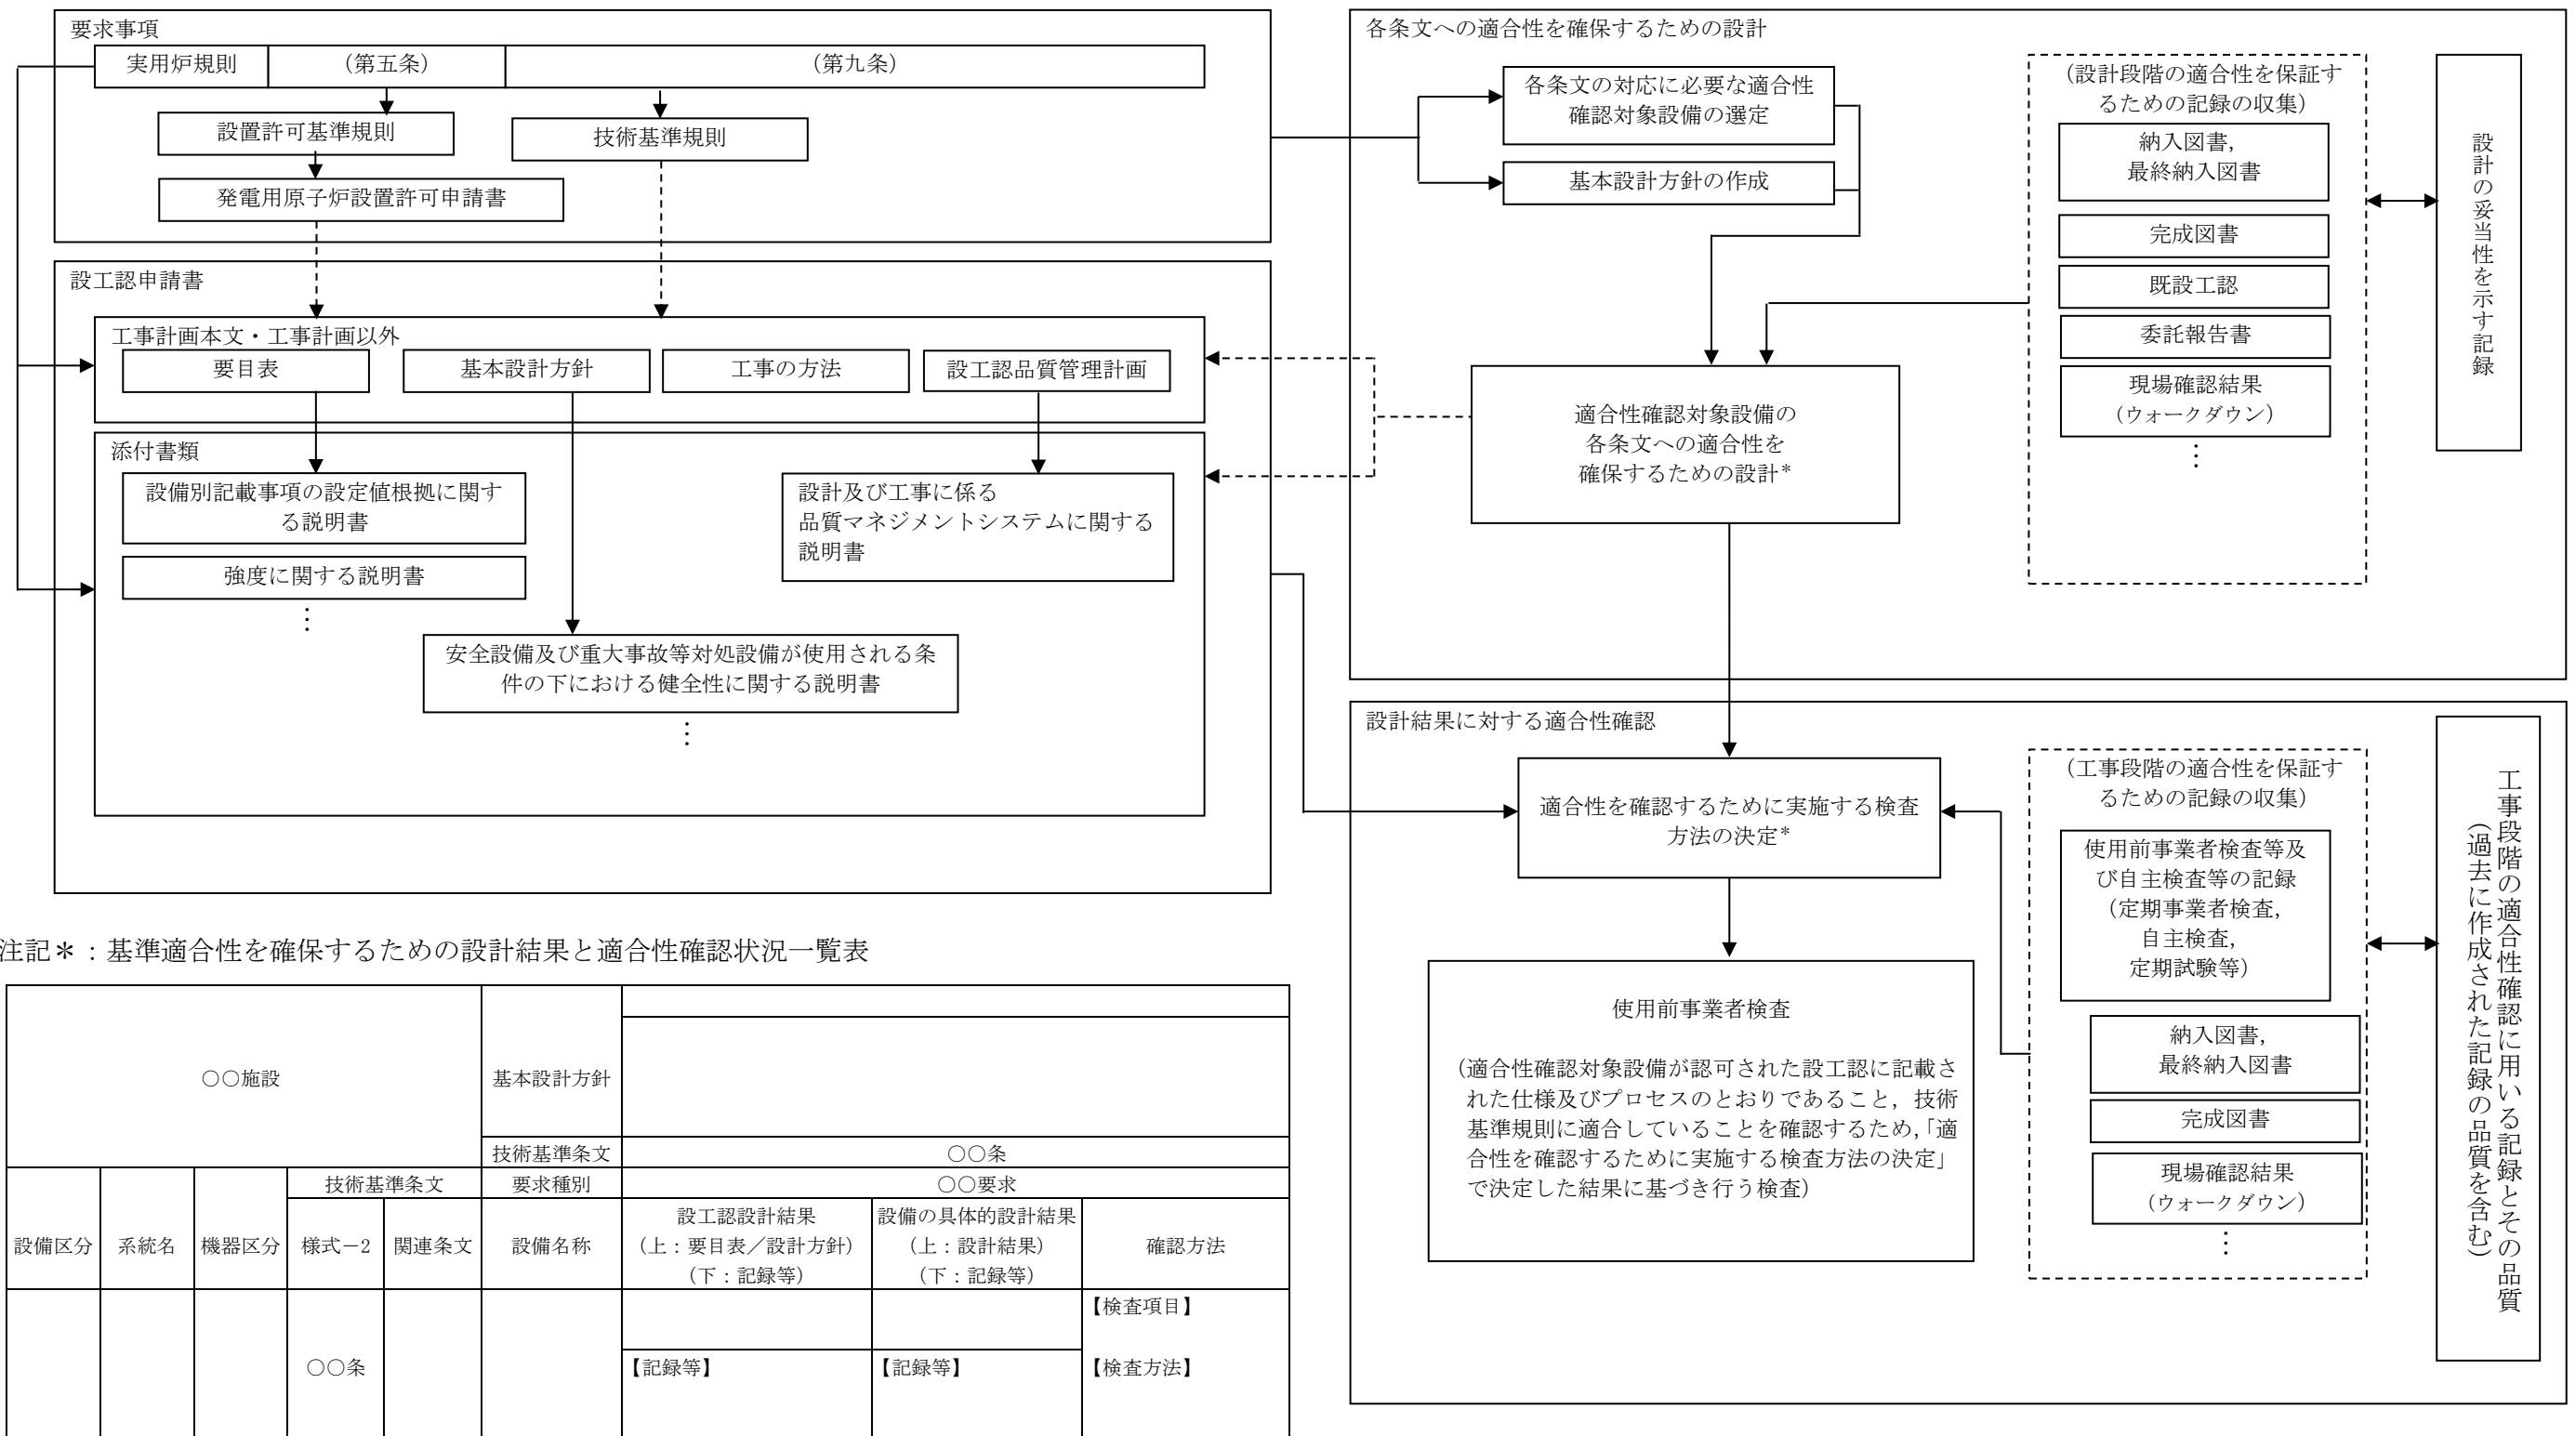 要求事項
実用炉規則
（第五条）
（第九条）
設置許可基準規則
技術基準規則
発電用原子炉設置許可申請書
設工認申請書
工事計画本文・工事計画以外
要目表
基本設計方針
工事の方法
設工認品質管理計画
添付書類
設備別記載事項の設定値根拠に関す
る説明書
設計及び工事に係る
品質マネジメントシステムに関する
説明書
強度に関する説明書
⋮
安全設備及び重大事故等対処設備が使用される条
件の下における健全性に関する説明書
⋮
各条文への適合性を確保するための設計
各条文の対応に必要な適合性
確認対象設備の選定
基本設計方針の作成
適合性確認対象設備の
各条文への適合性を
確保するための設計*
（設計段階の適合性を保証す
るための記録の収集）
納入図書，
最終納入図書
完成図書
既設工認
委託報告書
現場確認結果
（ウォークダウン）
⋮
設計の妥当性を示す記録
設計結果に対する適合性確認
適合性を確認するために実施する検査
方法の決定*
使用前事業者検査
（適合性確認対象設備が認可された設工認に記載さ
れた仕様及びプロセスのとおりであること，技術
基準規則に適合していることを確認するため，「適
合性を確認するために実施する検査方法の決定」
で決定した結果に基づき行う検査）
（工事段階の適合性を保証す
るための記録の収集）
使用前事業者検査等及
び自主検査等の記録
（定期事業者検査，
自主検査，
定期試験等）
納入図書，
最終納入図書
完成図書
現場確認結果
（ウォークダウン）
⋮
工事段階の適合性確認に用いる記録とその品質
（過去に作成された記録の品質を含む）
注記＊：基準適合性を確保するための設計結果と適合性確認状況一覧表
○○施設
基本設計方針
技術基準条文
○○条
技術基準条文
要求種別
○○要求
設備区分
系統名
機器区分
様式－2
関連条文
設備名称
設工認設計結果
（上：要目表／設計方針）
（下：記録等）
設備の具体的設計結果
（上：設計結果）
（下：記録等）
確認方法
○○条
【記録等】
【記録等】
【検査項目】
【検査方法】